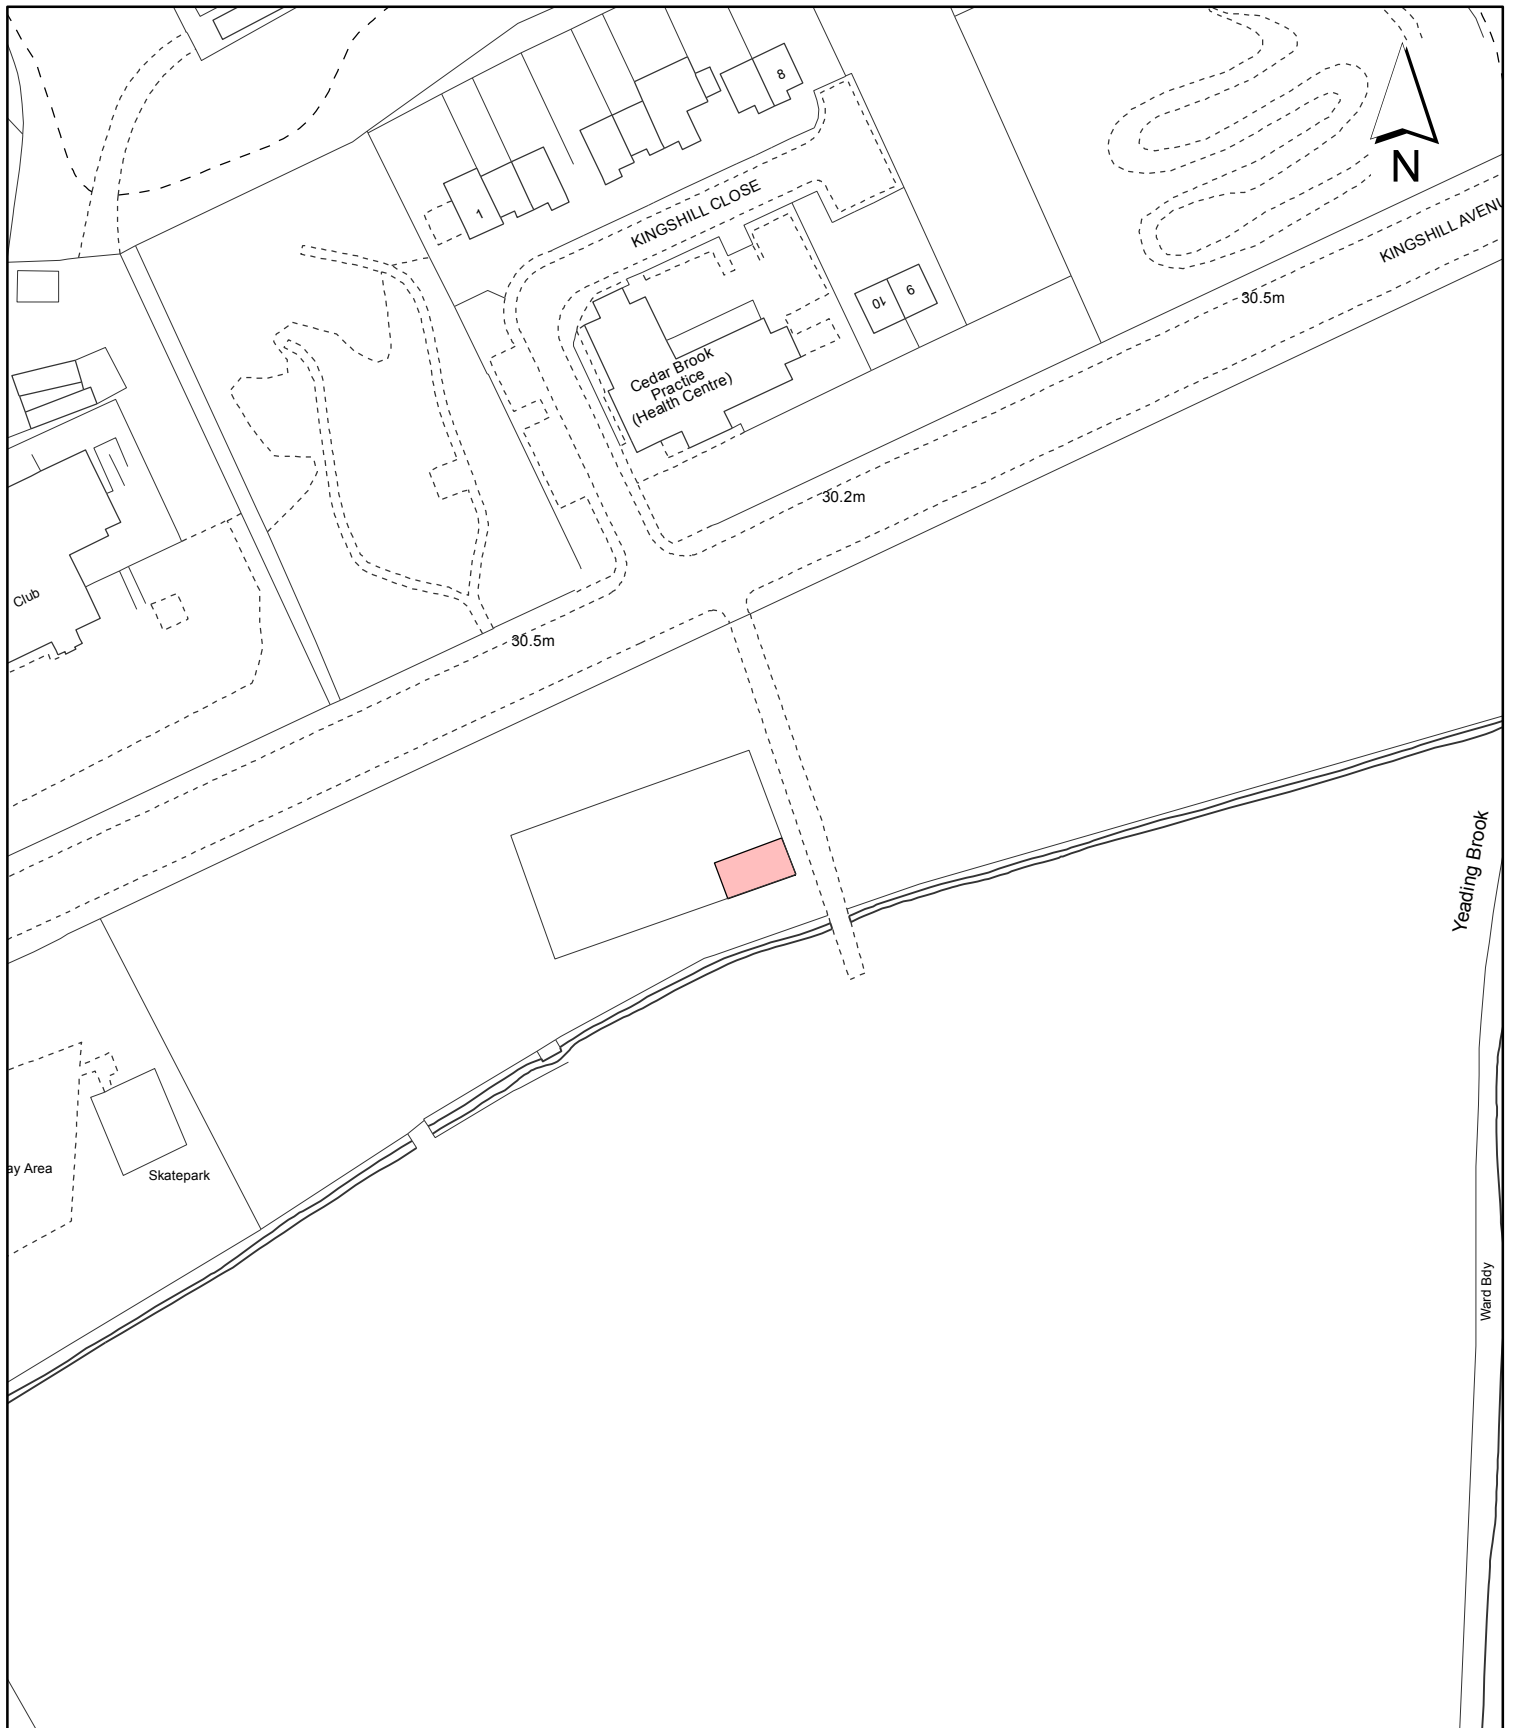 8
N
1
KINGSHILL CLOSE
KINGSHILL AVENU
10
9
30.5m
Cedar Brook
Practice
(Health Centre)
30.2m
Club
30.5m
Yeading Brook
ay Area
Skatepark
Ward Bdy